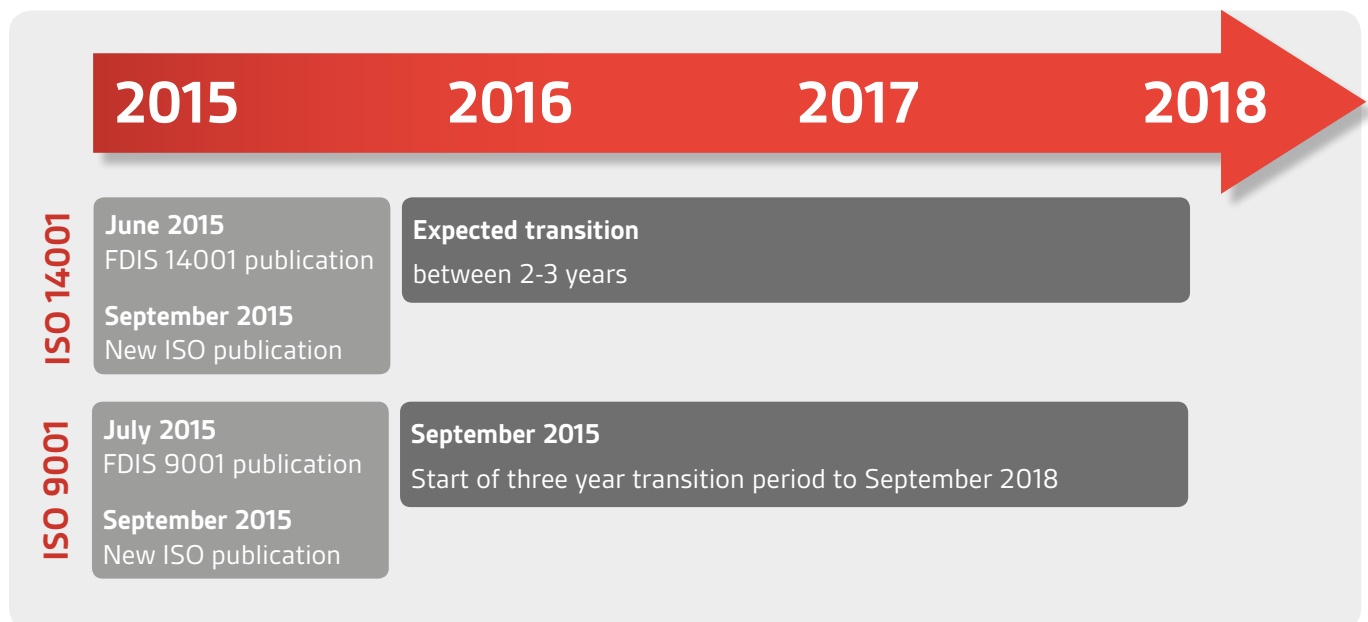 2015 2016 2017 2018
ISO 14001
June 2015
FDIS 14001 publication
September 2015
New ISO publication
Expected transition
between 2-3 years
ISO 9001
July 2015
FDIS 9001 publication
September 2015
New ISO publication
September 2015
Start of three year transition period to September 2018